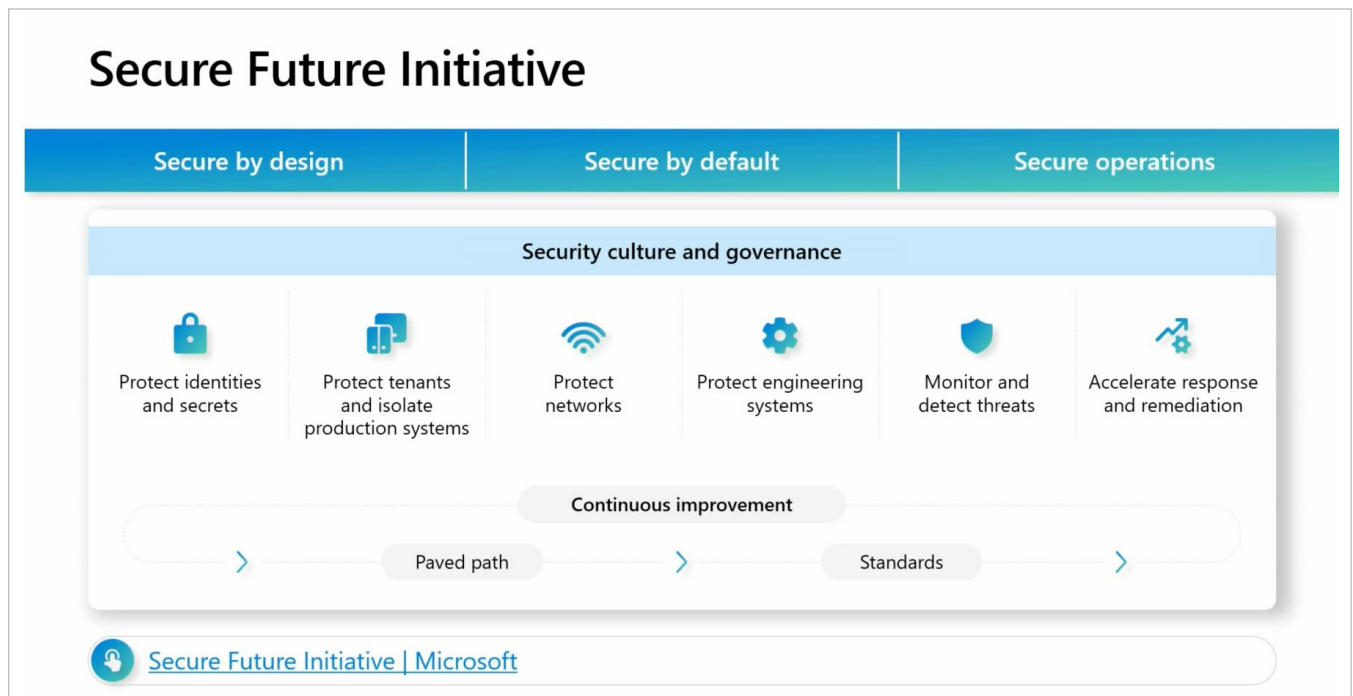 Secure Future Initiative
Secure by design
Secure by default
Secure operations
Security culture and governance
Protect identities
and secrets
Protect tenants
and isolate
production systems
Protect
networks
Protect engineering
systems
Monitor and
detect threats
Accelerate response
and remediation
Continuous improvement
Paved path
Standards
Secure Future Initiative | Microsoft